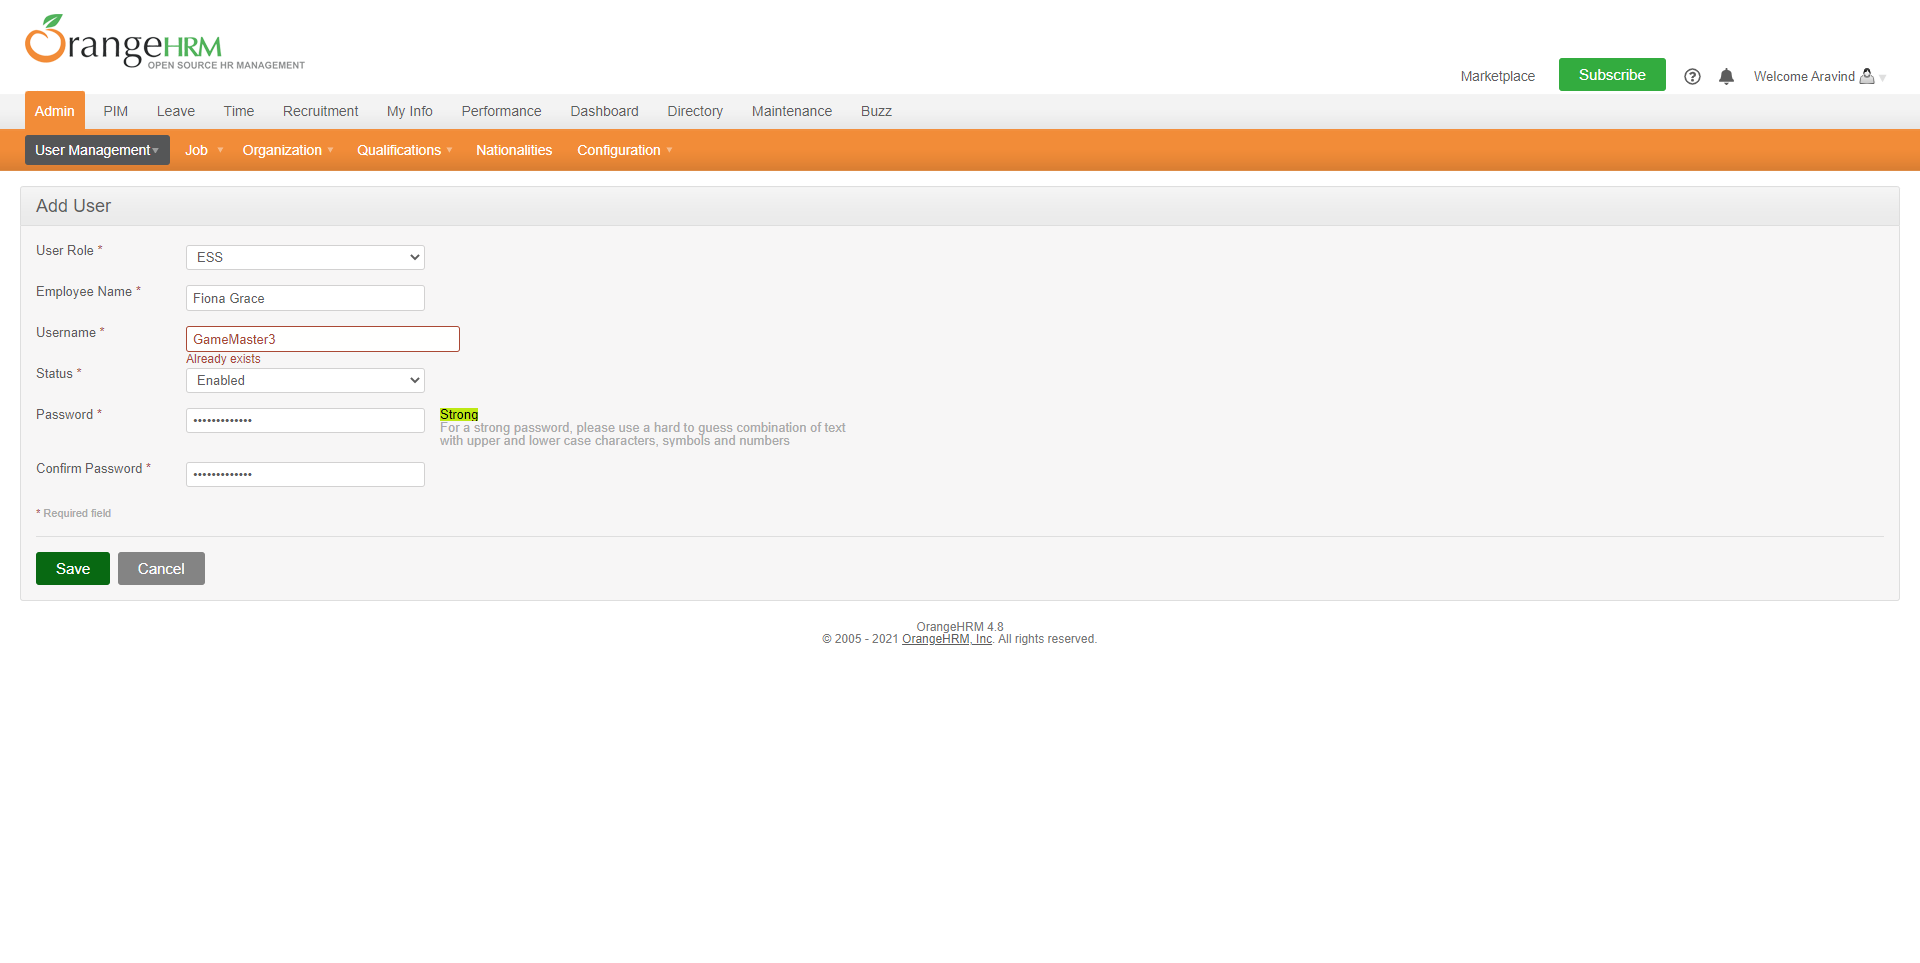 OrangeHRM
OPEN SOURCE HR MANAGEMENT
Marketplace
Subscribe
Welcome Aravind
Admin PIM Leave Time Recruitment My Info Performance Dashboard Directory Maintenance Buzz
User Management Job Organization Qualifications Nationalities Configuration
Add User
User Role * ESS
Employee Name * Fiona Grace
Username * GameMaster3
Already exists
Status * Enabled
Password * ••••••••••••• Strong
For a strong password, please use a hard to guess combination of text
with upper and lower case characters, symbols and numbers
Confirm Password * •••••••••••••
* Required field
Save Cancel
OrangeHRM 4.8
© 2005 - 2021 OrangeHRM, Inc. All rights reserved.